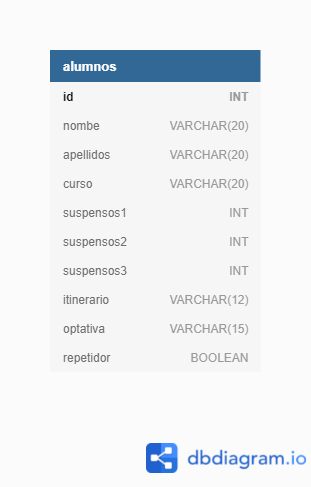 alumnos
id INT
nombe VARCHAR(20)
apellidos VARCHAR(20)
curso VARCHAR(20)
suspensos1 INT
suspensos2 INT
suspensos3 INT
itinerario VARCHAR(12)
optativa VARCHAR(15)
repetidor BOOLEAN
dbdiagram.io